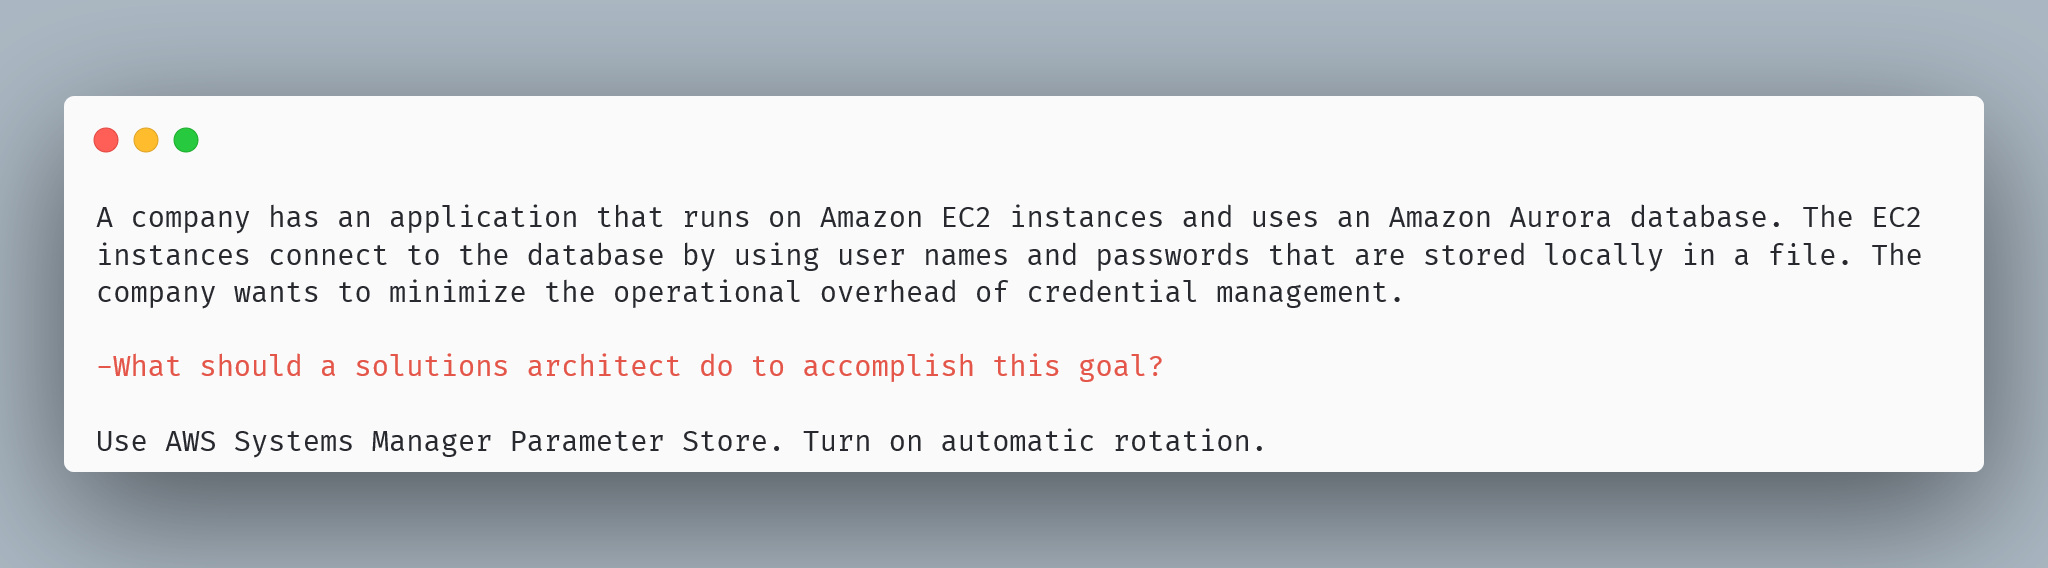 A company has an application that runs on Amazon EC2 instances and uses an Amazon Aurora database. The EC2
instances connect to the database by using user names and passwords that are stored locally in a file. The
company wants to minimize the operational overhead of credential management.
-What should a solutions architect do to accomplish this goal?
Use AWS Systems Manager Parameter Store. Turn on automatic rotation.